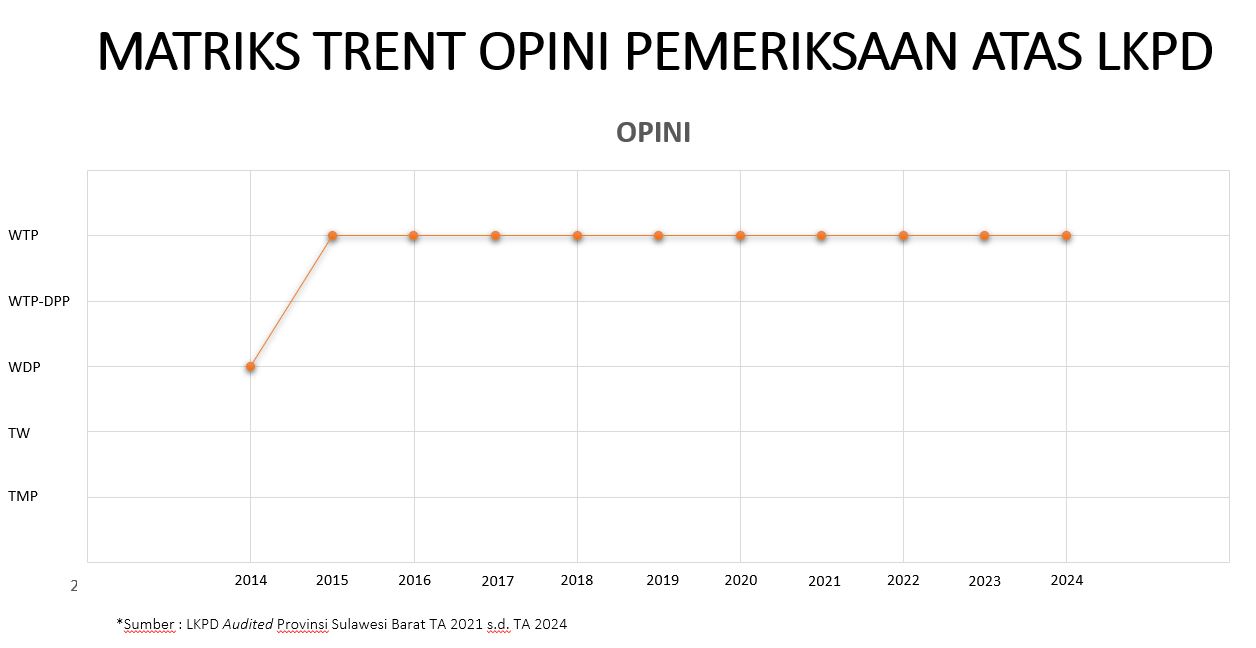 MATRIKS TRENT OPINI PEMERIKSAAN ATAS LKPD
OPINI
WTP
WTP-DPP
WDP
TW
TMP
2014 2015 2016 2017 2018 2019 2020 2021 2022 2023 2024
2
*Sumber : LKPD Audited Provinsi Sulawesi Barat TA 2021 s.d. TA 2024